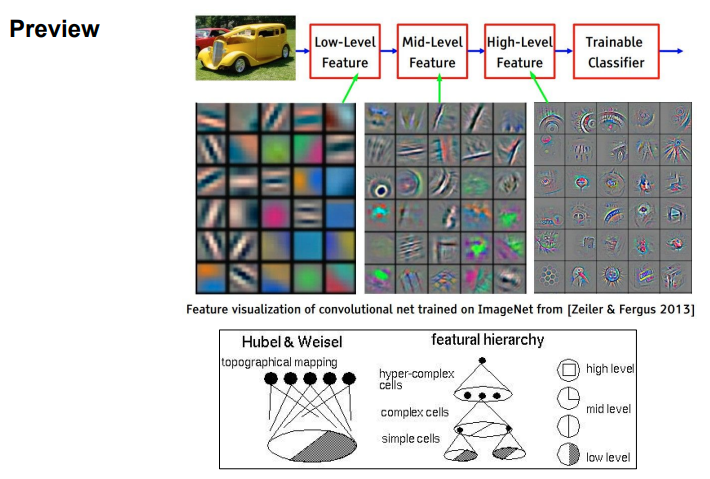 Preview
Low-Level
Feature
Mid-Level
Feature
High-Level
Feature
Trainable
Classifier
Feature visualization of convolutional net trained on ImageNet from [Zeiler & Fergus 2013]
Hubel & Weisel
topographical mapping
featural hierarchy
hyper-complex
cells
complex cells
simple cells
high level
mid level
low level